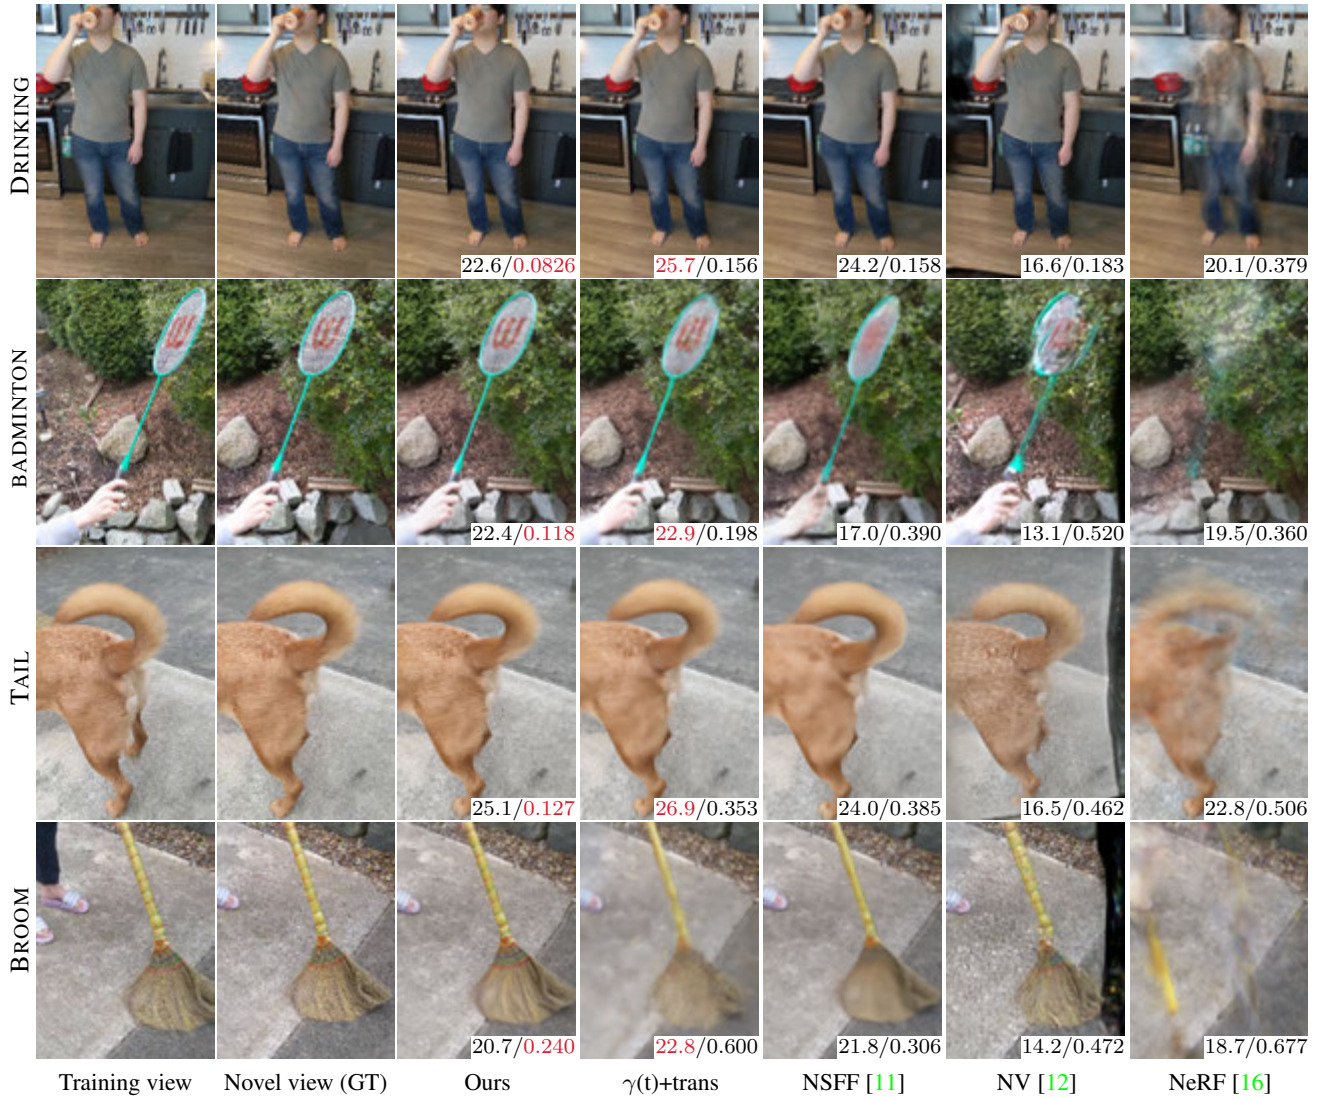 DRINKING
22.6/0.0826 25.7/0.156 24.2/0.158 16.6/0.183 20.1/0.379
BADMINTON
22.4/0.118 22.9/0.198 17.0/0.390 13.1/0.520 19.5/0.360
TAIL
25.1/0.127 26.9/0.353 24.0/0.385 16.5/0.462 22.8/0.506
BROOM
20.7/0.240 22.8/0.600 21.8/0.306 14.2/0.472 18.7/0.677
Training view Novel view (GT) Ours γ(t)+trans NSFF [11] NV [12] NeRF [16]